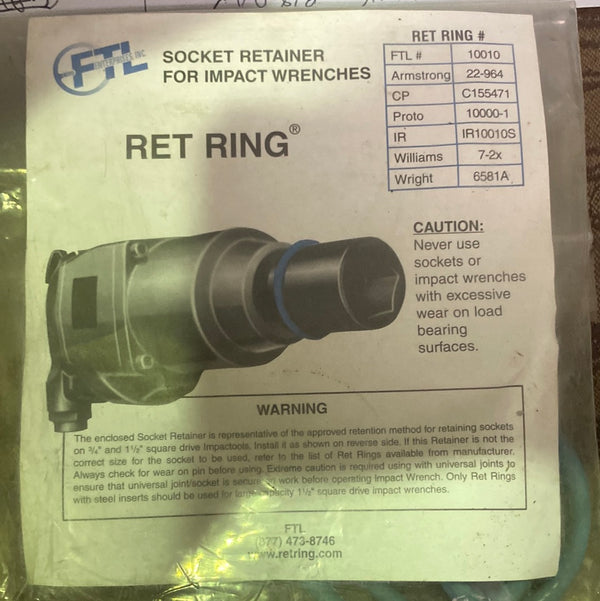 FTL
ENTERPRISES INC
SOCKET RETAINER
FOR IMPACT WRENCHES
RET RING®
RET RING #
FTL # 10010
Armstrong 22-964
CP C155471
Proto 10000-1
IR IR10010S
Williams 7-2x
Wright 6581A
CAUTION:
Never use
sockets or
impact wrenches
with excessive
wear on load
bearing
surfaces.
WARNING
The enclosed Socket Retainer is representative of the approved retention method for retaining sockets
on ¾" and 1½" square drive Impactools. Install it as shown on reverse side. If this Retainer is not the
correct size for the socket to be used, refer to the list of Ret Rings available from manufacturer.
Always check for wear on pin before using. Extreme caution is required using with universal joints to
ensure that universal joint/socket is secure work before operating Impact Wrench. Only Ret Rings
with steel inserts should be used for large capacity 1½" square drive impact wrenches.
FTL
(877) 473-8746
www.retring.com